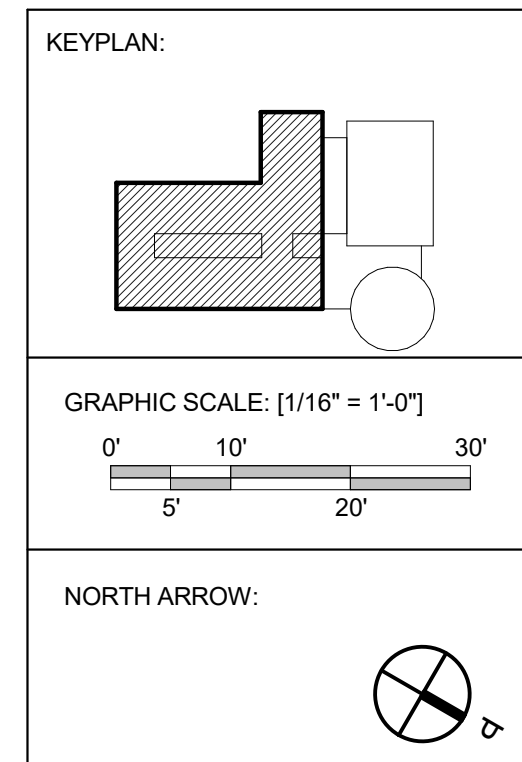 KEYPLAN:
GRAPHIC SCALE: [1/16" = 1'-0"]
0' 10' 30'
5' 20'
NORTH ARROW: